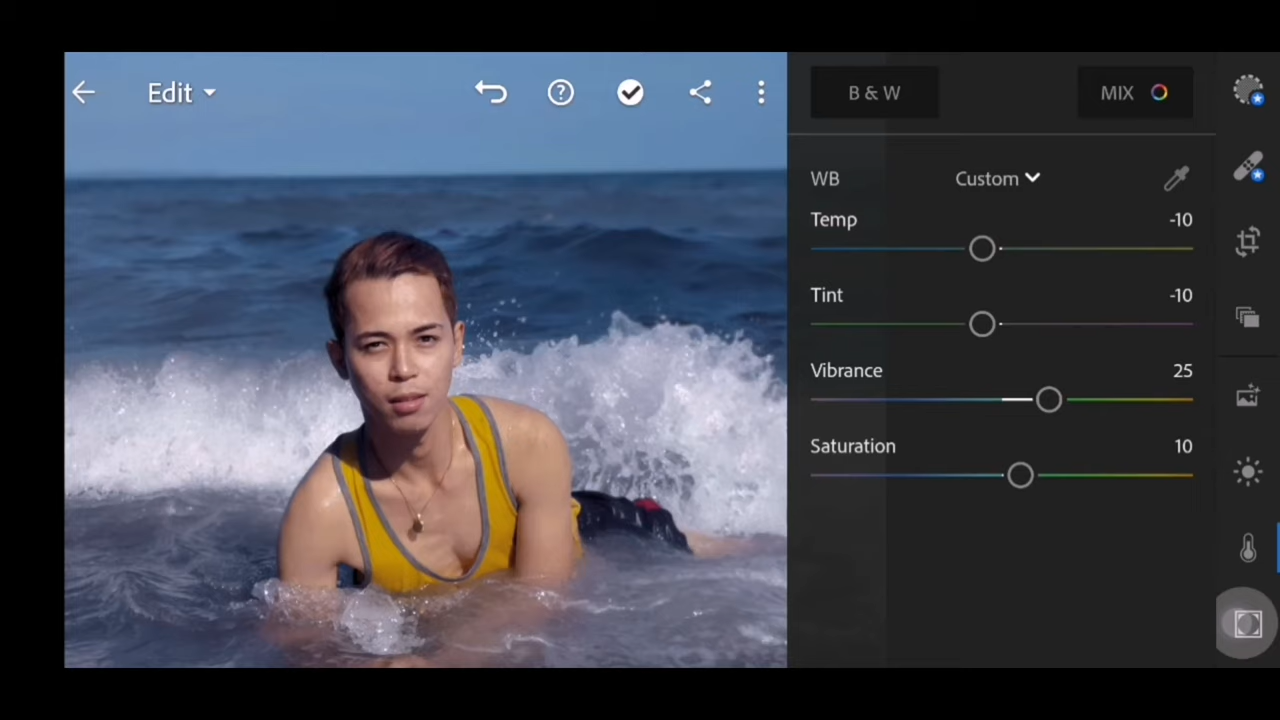 Edit
B & W
MIX
WB
Custom
Temp
-10
Tint
-10
Vibrance
25
Saturation
10